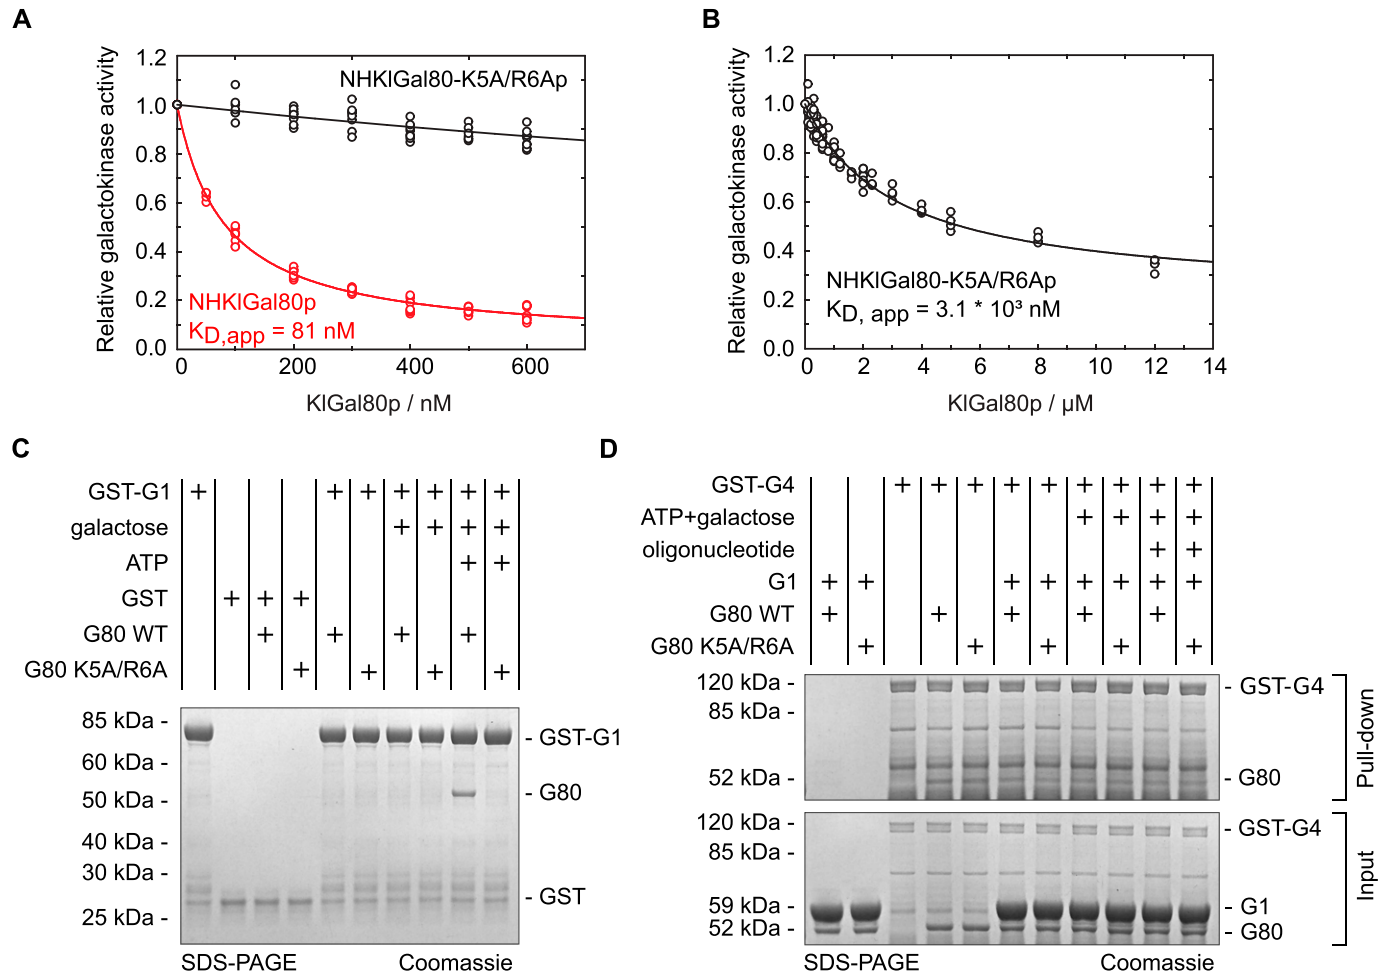 A
Relative galactokinase activity
1.2
1.0
0.8
0.6
0.4
0.2
0.0
0
200
400
600
NHKlGal80-K5A/R6Ap
NHKlGal80p
KD,app = 81 nM
KlGal80p / nM
B
Relative galactokinase activity
1.2
1.0
0.8
0.6
0.4
0.2
0.0
0
2
4
6
8
10
12
14
NHKlGal80-K5A/R6Ap
KD, app = 3.1 * 10³ nM
KlGal80p / µM
C
GST-G1 + + + + + + +
galactose + + + +
ATP + +
GST + + +
G80 WT + + + +
G80 K5A/R6A + + + +
85 kDa -
60 kDa -
50 kDa -
40 kDa -
30 kDa -
25 kDa -
- GST-G1
- G80
- GST
SDS-PAGE Coomassie
D
GST-G4 + + + + + + + + +
ATP+galactose + + + +
oligonucleotide + +
G1 + + + + + + + +
G80 WT + + + + +
G80 K5A/R6A + + + + +
120 kDa -
85 kDa -
52 kDa -
- GST-G4
- G80
Pull-down
120 kDa -
85 kDa -
59 kDa -
52 kDa -
- GST-G4
- G1
- G80
Input
SDS-PAGE Coomassie